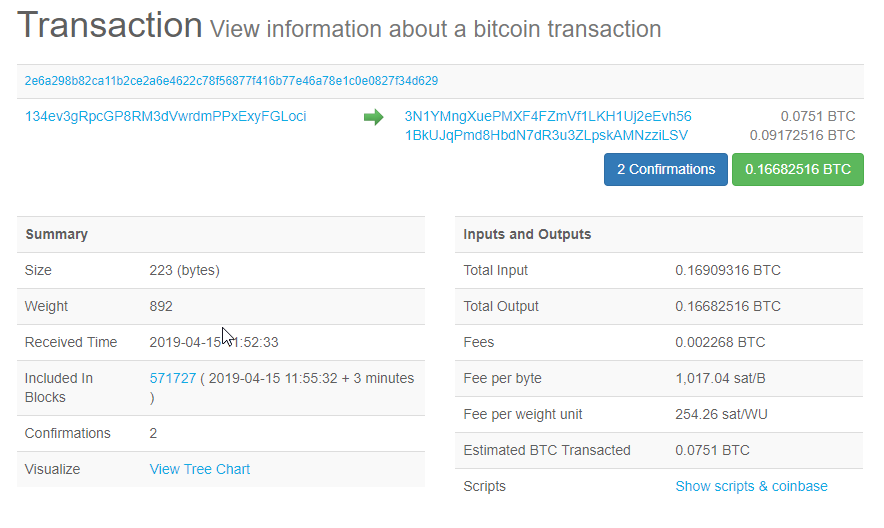 Transaction View information about a bitcoin transaction
2e6a298b82ca11b2ce2a6e4622c78f56877f416b77e46a78e1c0e0827f34d629
134ev3gRpcGP8RM3dVwrdmPPxExyFGLoci
3N1YMngXuePMXF4FZmVf1LKH1Uj2eEvh56 0.0751 BTC
1BkUJqPmd8HbdN7dR3u3ZLpskAMNzziLSV 0.09172516 BTC
2 Confirmations 0.16682516 BTC
Summary
Size 223 (bytes)
Weight 892
Received Time 2019-04-15 11:52:33
Included In Blocks 571727 ( 2019-04-15 11:55:32 + 3 minutes
)
Confirmations 2
Visualize View Tree Chart
Inputs and Outputs
Total Input 0.16909316 BTC
Total Output 0.16682516 BTC
Fees 0.002268 BTC
Fee per byte 1,017.04 sat/B
Fee per weight unit 254.26 sat/WU
Estimated BTC Transacted 0.0751 BTC
Scripts Show scripts & coinbase